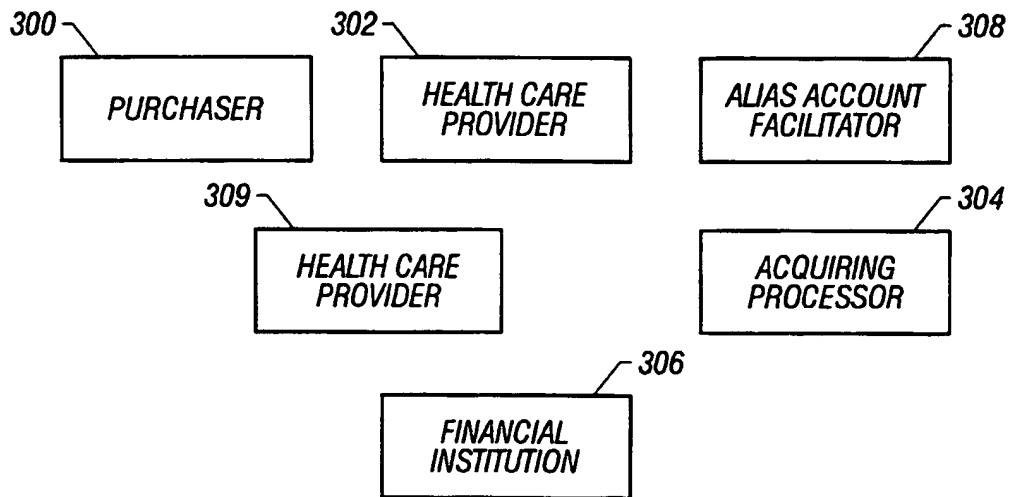 300
PURCHASER
302
HEALTH CARE
PROVIDER
308
ALIAS ACCOUNT
FACILITATOR
309
HEALTH CARE
PROVIDER
304
ACQUIRING
PROCESSOR
306
FINANCIAL
INSTITUTION